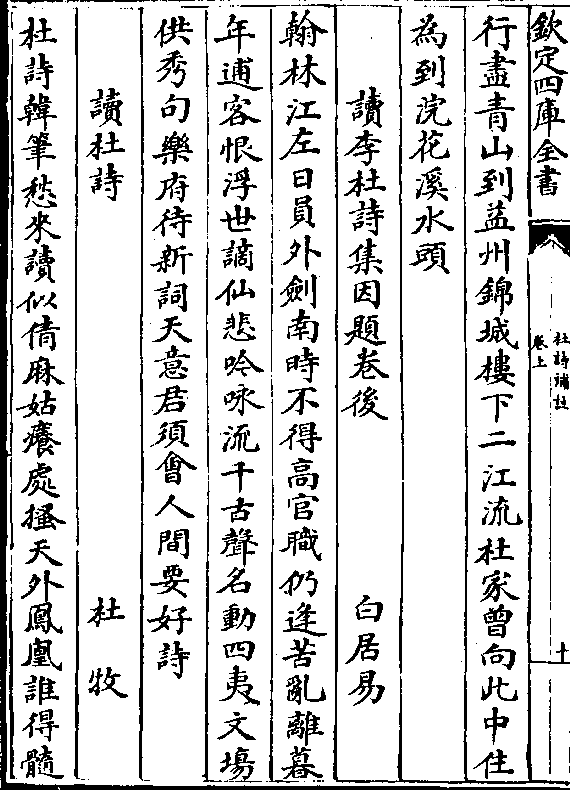 欽定四庫全書
杜詩補註
卷上
十
行盡青山到益州錦城樓下二江流杜家曾向此中住
為到浣花溪水頭
讀李杜詩集因題巻後 白居易
翰林江左日員外劍南時不得高官職仍逢苦亂離暮
年逋客恨浮世謫仙悲吟咏流千古聲名動四夷文塲
供秀句樂府待新詞天意君須會人間要好詩
讀杜詩 杜牧
杜詩韓筆愁來讀似倩麻姑癢處搔天外鳳凰誰得髓